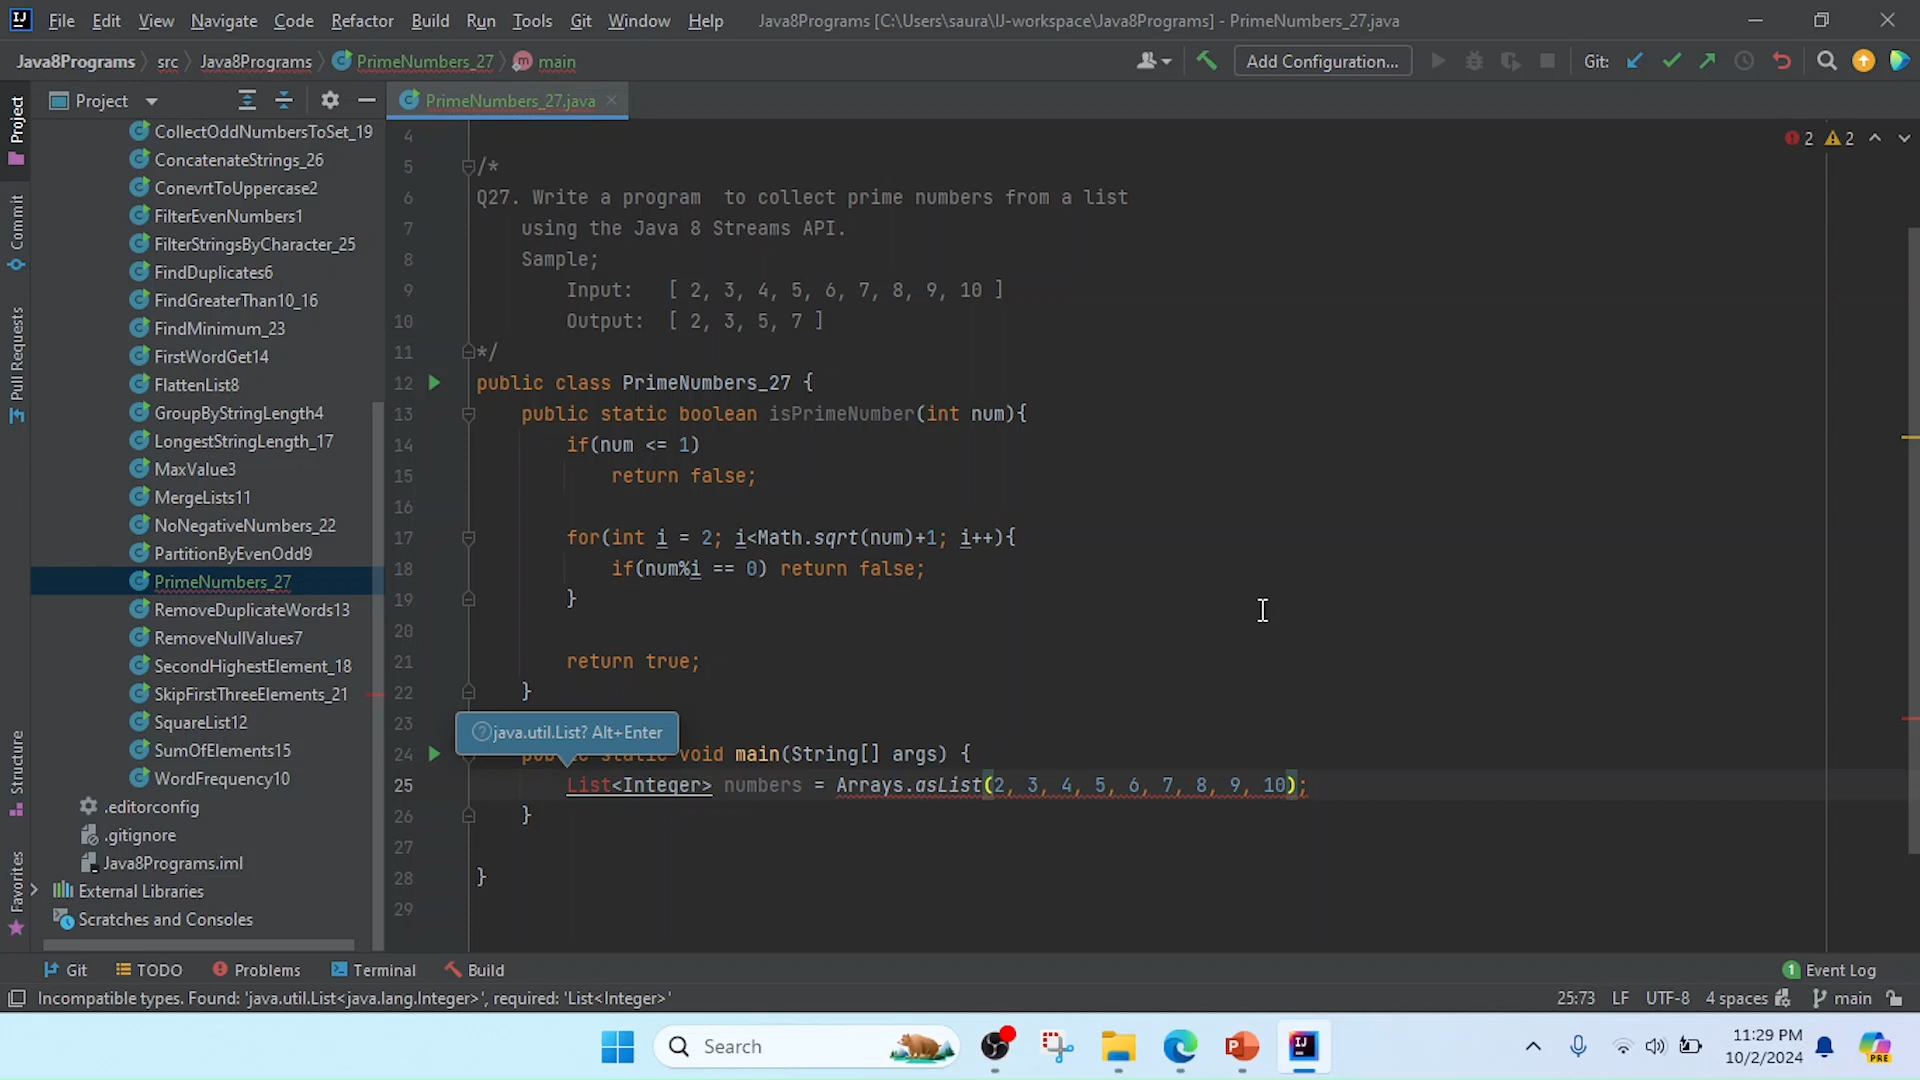 File Edit View Navigate Code Refactor Build Run Tools Git Window Help Java8Programs [C:\Users\saura\IJ-workspace\Java8Programs] - PrimeNumbers_27.java
Java8Programs src Java8Programs PrimeNumbers_27 main Add Configuration... Git:
Project
PrimeNumbers_27.java
CollectOddNumbersToSet_19
ConcatenateStrings_26
ConevrtToUppercase2
FilterEvenNumbers1
FilterStringsByCharacter_25
FindDuplicates6
FindGreaterThan10_16
FindMinimum_23
FirstWordGet14
FlattenList8
GroupByStringLength4
LongestStringLength_17
MaxValue3
MergeLists11
NoNegativeNumbers_22
PartitionByEvenOdd9
PrimeNumbers_27
RemoveDuplicateWords13
RemoveNullValues7
SecondHighestElement_18
SkipFirstThreeElements_21
SquareList12
SumOfElements15
WordFrequency10
.editorconfig
.gitignore
Java8Programs.iml
External Libraries
Scratches and Consoles
Project
Commit
Pull Requests
Structure
Favorites
2 2
4
5 /*
6 Q27. Write a program  to collect prime numbers from a list
7 using the Java 8 Streams API.
8 Sample;
9 Input:   [ 2, 3, 4, 5, 6, 7, 8, 9, 10 ]
10 Output:  [ 2, 3, 5, 7 ]
11 */
12 public class PrimeNumbers_27 {
13 public static boolean isPrimeNumber(int num){
14 if(num <= 1)
15 return false;
16
17 for(int i = 2; i<Math.sqrt(num)+1; i++){
18 if(num%i == 0) return false;
19 }
20
21 return true;
22 }
23
java.util.List? Alt+Enter
24 public static void main(String[] args) {
25 List<Integer> numbers = Arrays.asList(2, 3, 4, 5, 6, 7, 8, 9, 10);
26 }
27
28 }
29
Git TODO Problems Terminal Build 1 Event Log
Incompatible types. Found: 'java.util.List<java.lang.Integer>', required: 'List<Integer>' 25:73 LF UTF-8 4 spaces main
Search
11:29 PM
10/2/2024
PRE